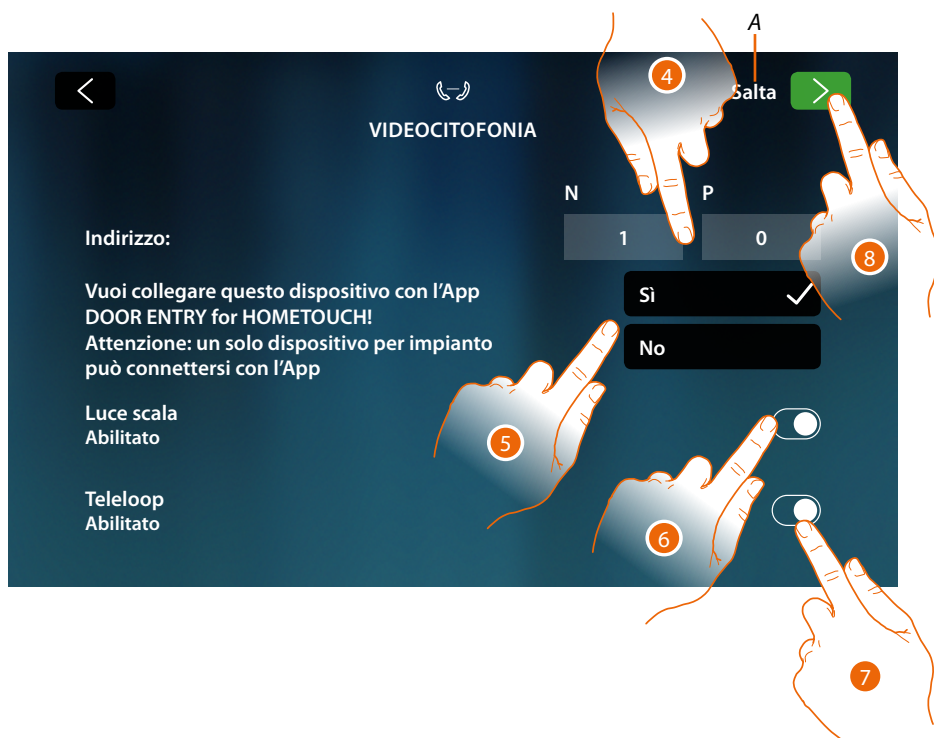 A
4
Salta
VIDEOCITOFONIA
N P
Indirizzo: 1 0
8
Vuoi collegare questo dispositivo con l'App
DOOR ENTRY for HOMETOUCH!
Attenzione: un solo dispositivo per impianto
può connettersi con l'App
Sì
No
Luce scala
Abilitato
5
6
Teleloop
Abilitato
7